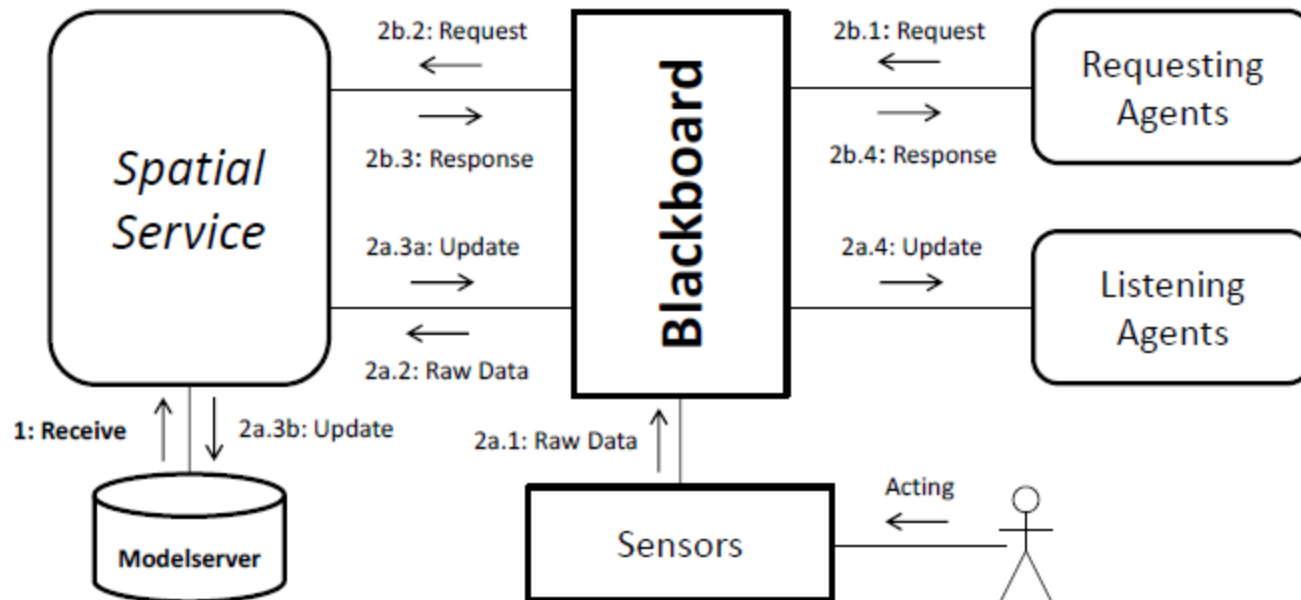 2b.2: Request
2b.1: Request
Requesting
Agents
Spatial
Service
Blackboard
2b.3: Response
2b.4: Response
2a.3a: Update
2a.4: Update
Listening
Agents
2a.2: Raw Data
1: Receive
2a.3b: Update
2a.1: Raw Data
Acting
Modelserver
Sensors